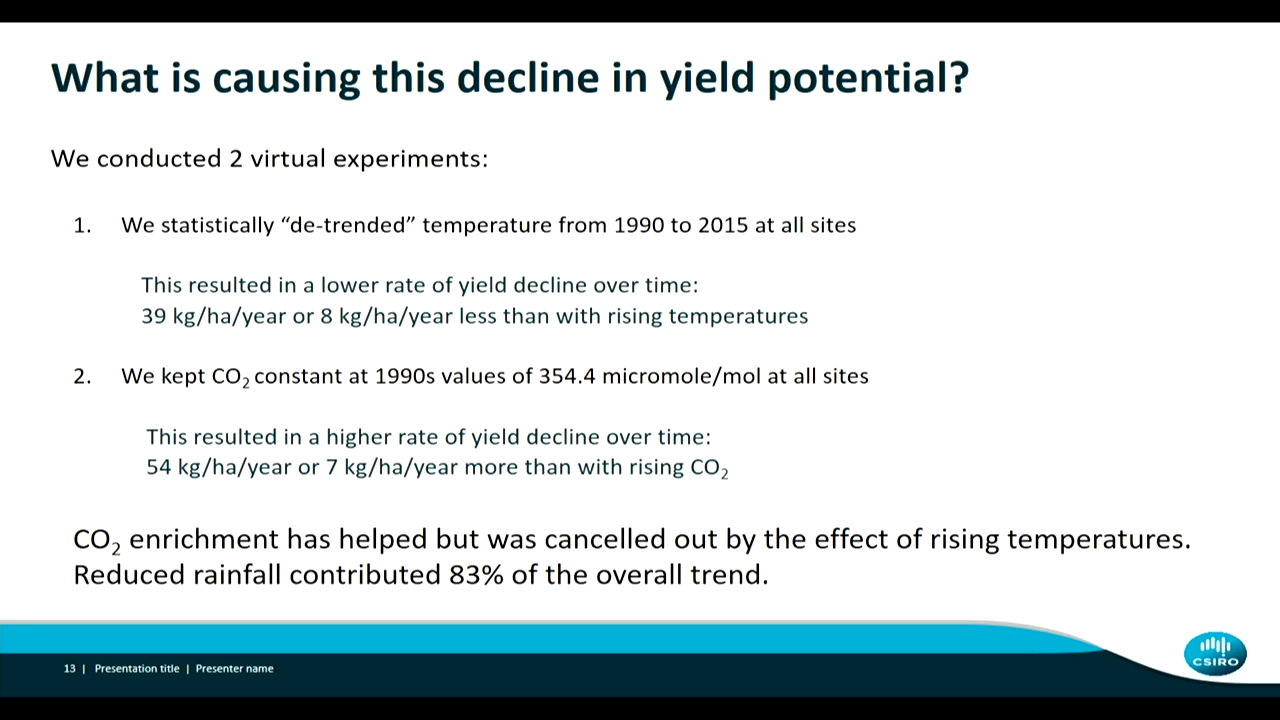 What is causing this decline in yield potential?
We conducted 2 virtual experiments:
1. We statistically “de-trended” temperature from 1990 to 2015 at all sites
This resulted in a lower rate of yield decline over time:
39 kg/ha/year or 8 kg/ha/year less than with rising temperatures
2. We kept CO₂ constant at 1990s values of 354.4 micromole/mol at all sites
This resulted in a higher rate of yield decline over time:
54 kg/ha/year or 7 kg/ha/year more than with rising CO₂
CO₂ enrichment has helped but was cancelled out by the effect of rising temperatures.
Reduced rainfall contributed 83% of the overall trend.
13 | Presentation title | Presenter name
CSIRO